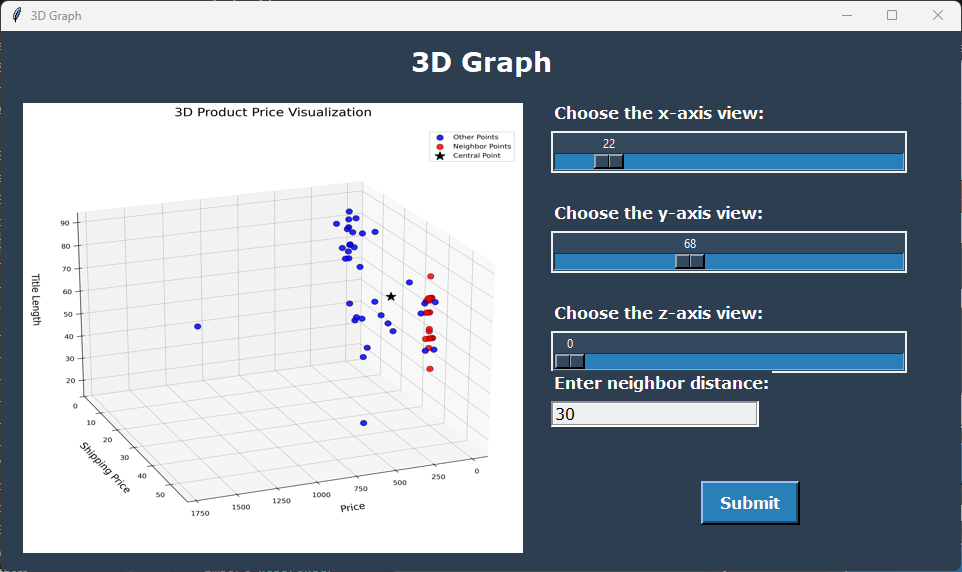 3D Graph
3D Graph
3D Product Price Visualization
Other Points
Neighbor Points
Central Point
90
80
70
60
50
40
30
20
Title Length
0
10
20
30
40
50
Shipping Price
1750
1500
1250
1000
750
500
250
0
Price
Choose the x-axis view:
22
Choose the y-axis view:
68
Choose the z-axis view:
0
Enter neighbor distance:
30
Submit